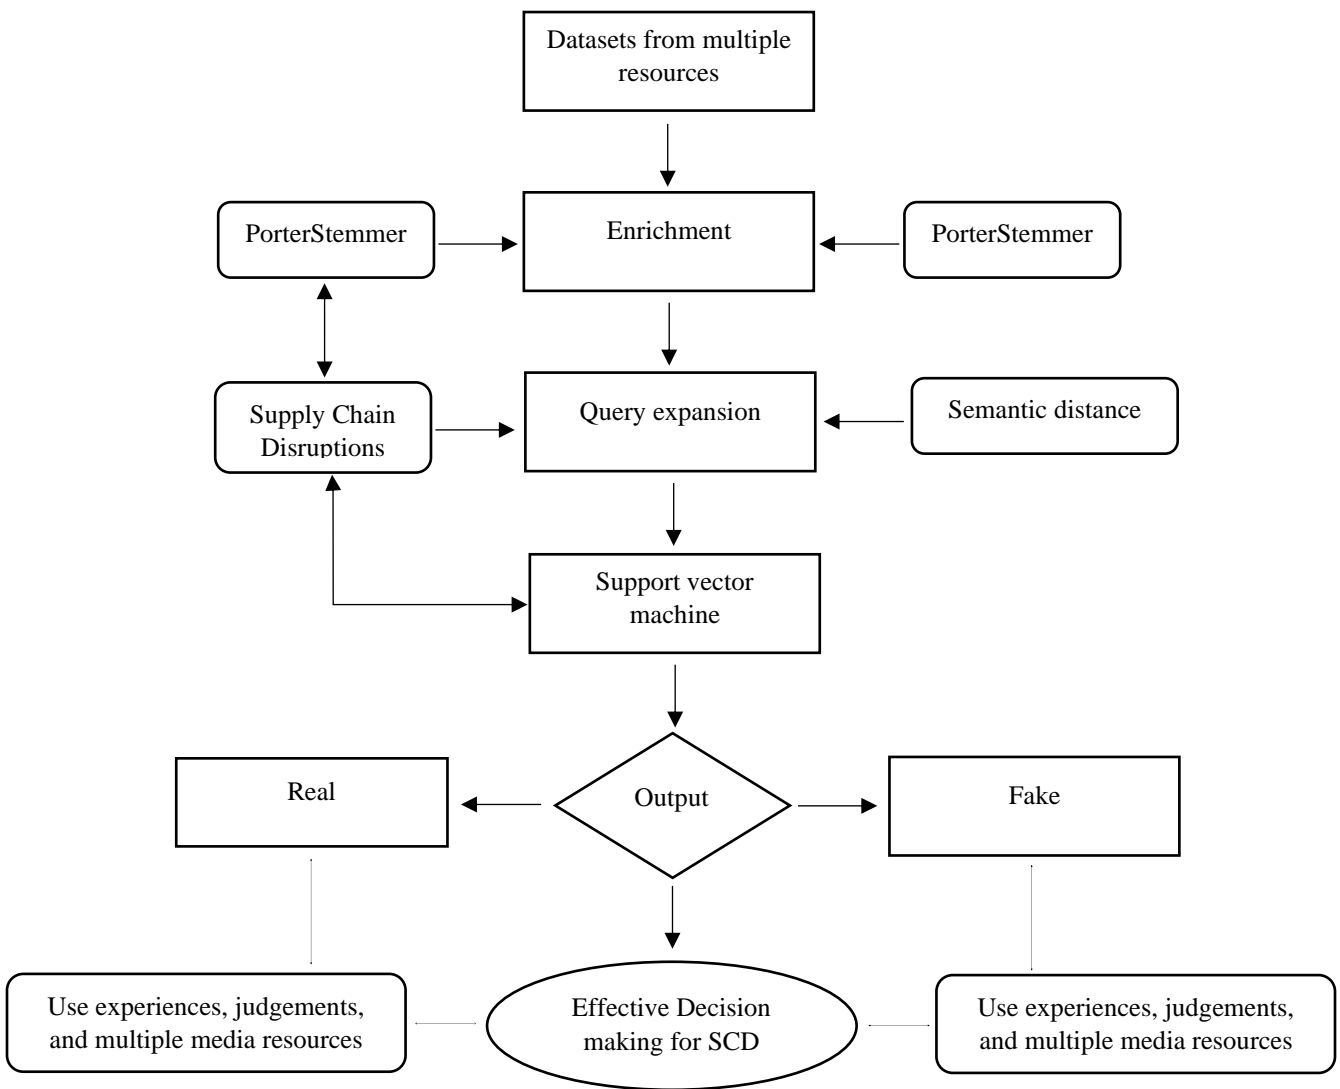 Datasets from multiple
resources
PorterStemmer
Enrichment
PorterStemmer
Supply Chain
Disruptions
Query expansion
Semantic distance
Support vector
machine
Real
Output
Fake
Use experiences, judgements,
and multiple media resources
Effective Decision
making for SCD
Use experiences, judgements,
and multiple media resources